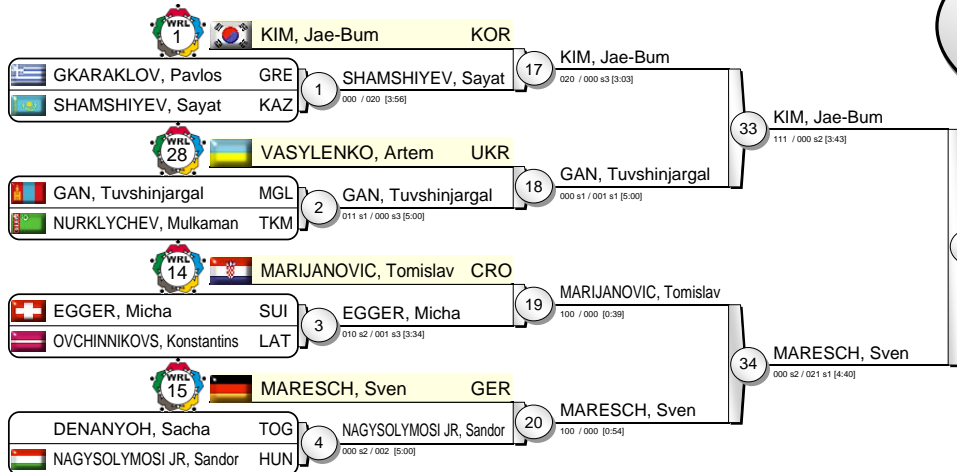 WRL 1 KIM, Jae-Bum KOR
GKARAKLOV, Pavlos GRE
SHAMSHIYEV, Sayat KAZ
1 SHAMSHIYEV, Sayat
000 / 020 [3:56]
17 KIM, Jae-Bum
020 / 000 s3 [3:03]
WRL 28 VASYLENKO, Artem UKR
GAN, Tuvshinjargal MGL
NURKLYCHEV, Mulkaman TKM
2 GAN, Tuvshinjargal
011 s1 / 000 s3 [5:00]
18 GAN, Tuvshinjargal
000 s1 / 001 s1 [5:00]
33 KIM, Jae-Bum
111 / 000 s2 [3:43]
WRL 14 MARIJANOVIC, Tomislav CRO
EGGER, Micha SUI
OVCHINNIKOVS, Konstantins LAT
3 EGGER, Micha
010 s2 / 001 s3 [3:34]
19 MARIJANOVIC, Tomislav
100 / 000 [0:39]
WRL 15 MARESCH, Sven GER
DENANYOH, Sacha TOG
NAGYSOLYMOSI JR, Sandor HUN
4 NAGYSOLYMOSI JR, Sandor
000 s2 / 002 [5:00]
20 MARESCH, Sven
100 / 000 [0:54]
34 MARESCH, Sven
000 s2 / 021 s1 [4:40]